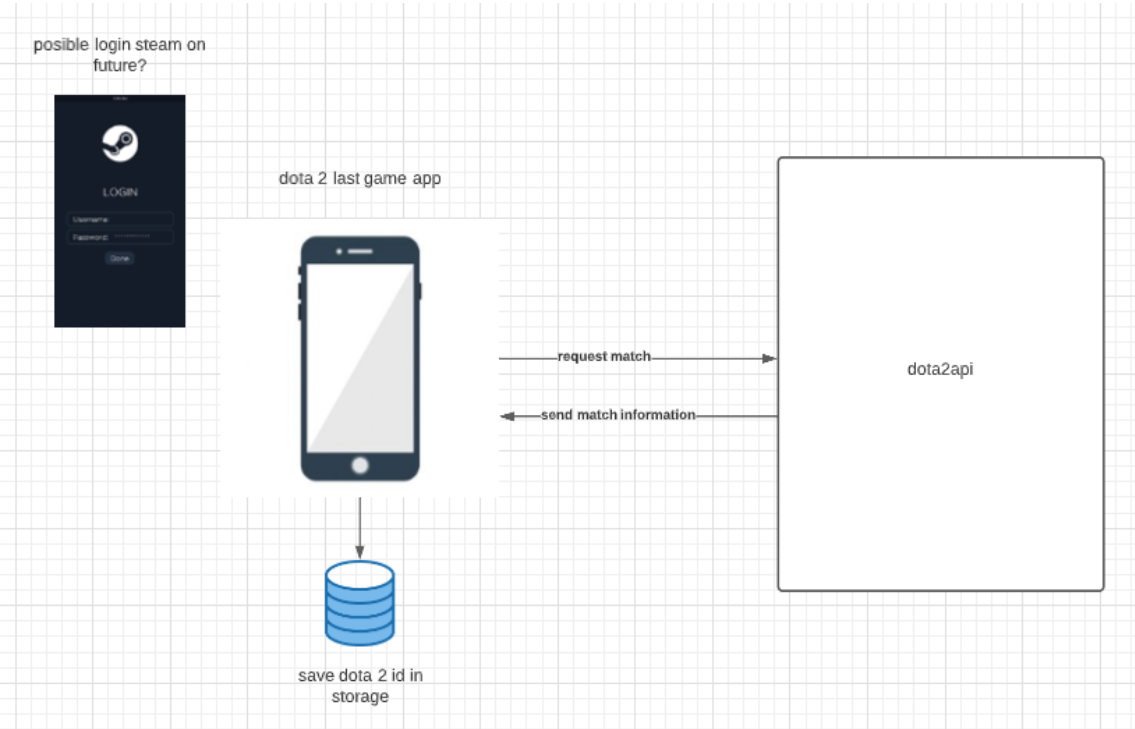 posible login steam on
future?
LOGIN
Username
Password:
Done
dota 2 last game app
request match
send match information
dota2api
save dota 2 id in
storage